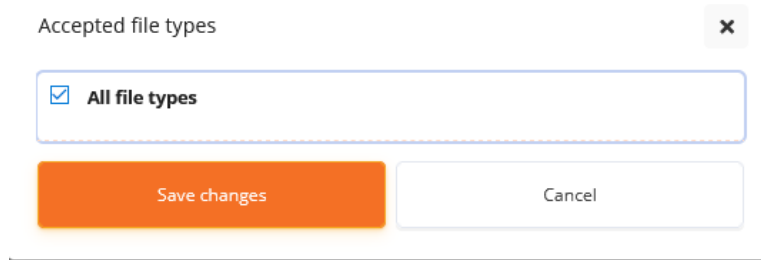 Accepted file types
All file types
Save changes
Cancel